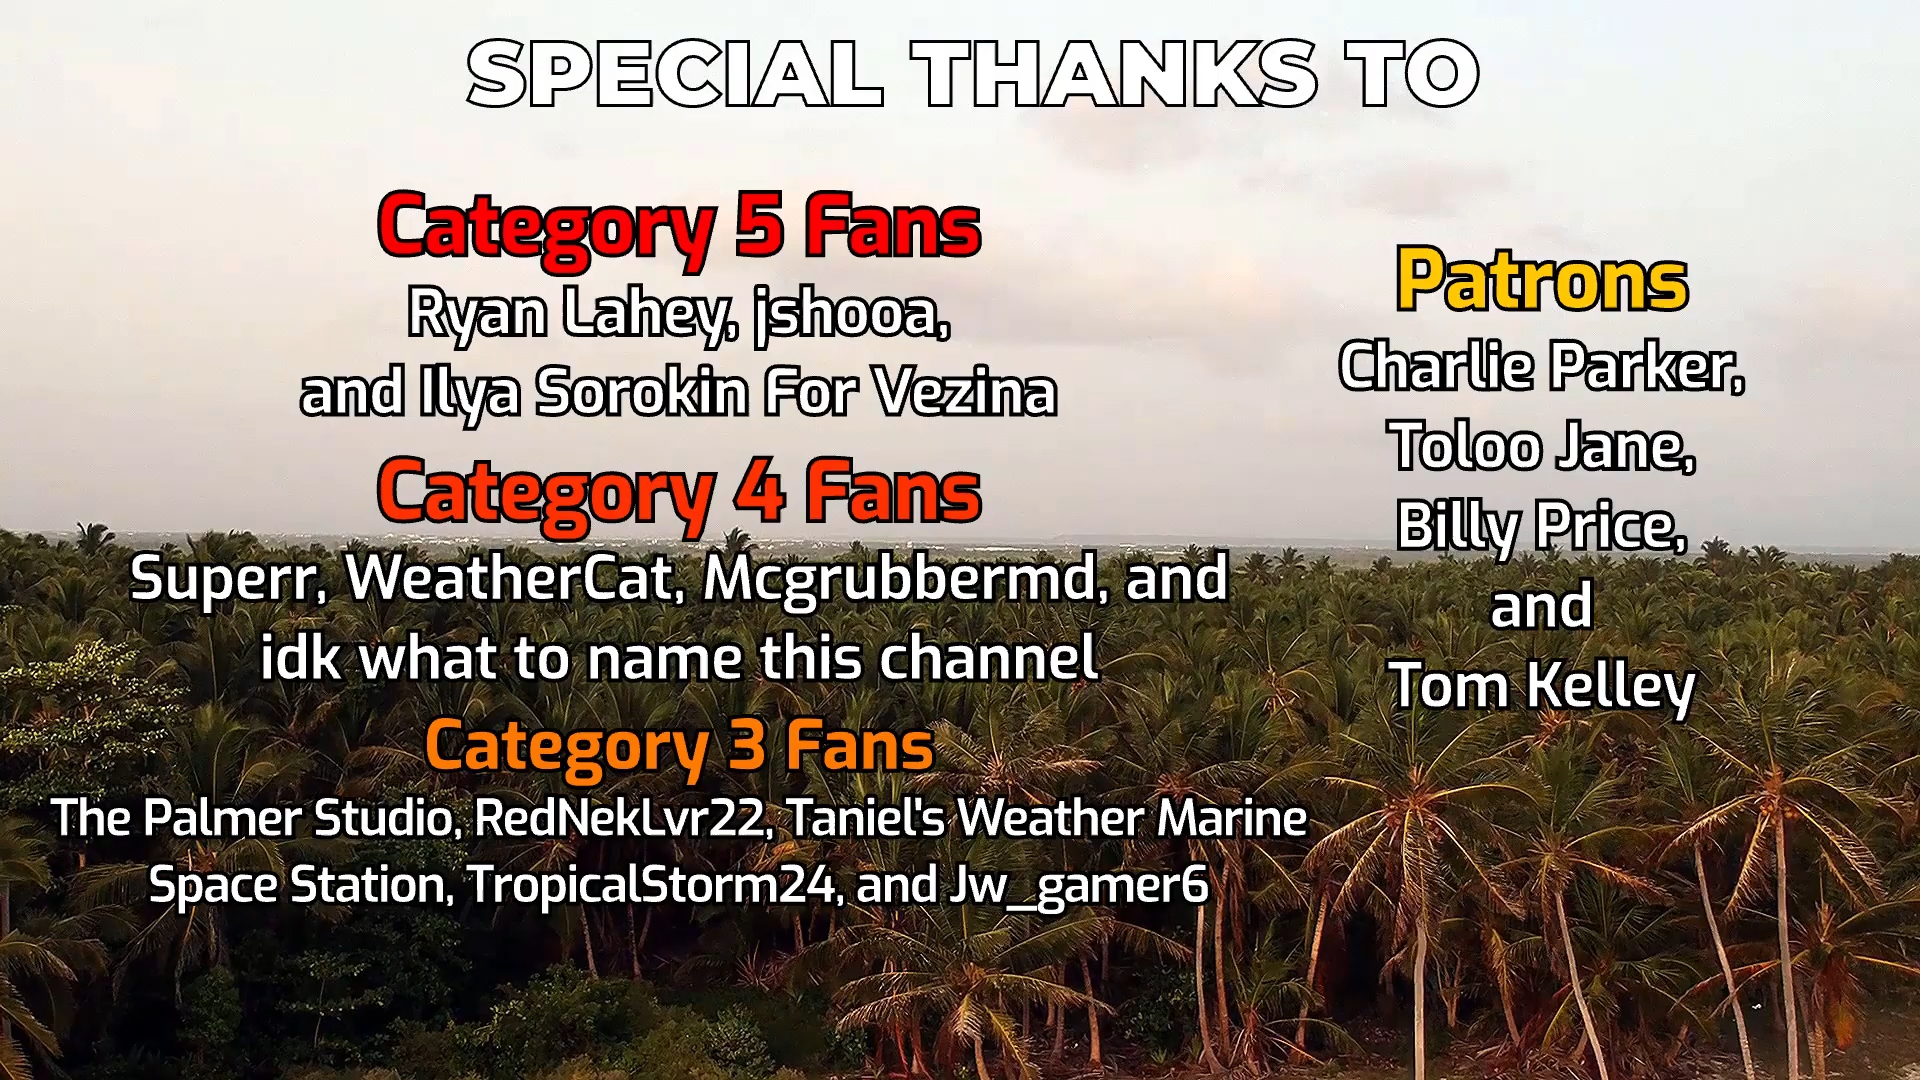 SPECIAL THANKS TO
Category 5 Fans
Ryan Lahey, jshooa,
and Ilya Sorokin For Vezina
Category 4 Fans
Superr, WeatherCat, Mcgrubbermd, and
idk what to name this channel
Category 3 Fans
The Palmer Studio, RedNekLvr22, Taniel's Weather Marine
Space Station, TropicalStorm24, and Jw_gamer6
Patrons
Charlie Parker,
Toloo Jane,
Billy Price,
and
Tom Kelley